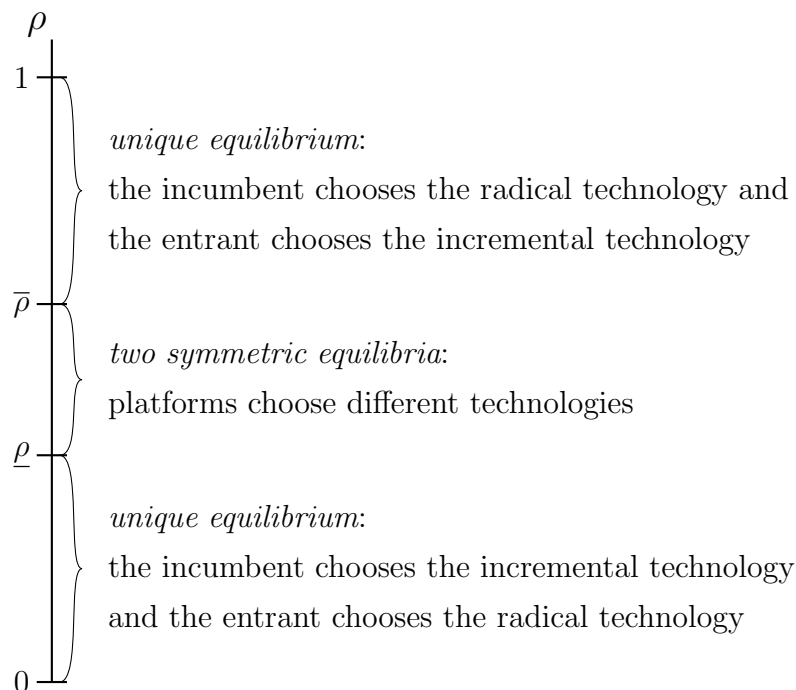 ρ
1
unique equilibrium:
the incumbent chooses the radical technology and
the entrant chooses the incremental technology
ρ̅
two symmetric equilibria:
platforms choose different technologies
ρ̲
unique equilibrium:
the incumbent chooses the incremental technology
and the entrant chooses the radical technology
0